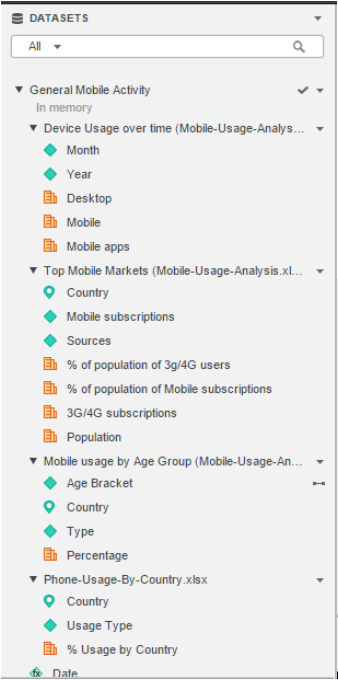 DATASETS
All
General Mobile Activity
In memory
Device Usage over time (Mobile-Usage-Analys...
Month
Year
Desktop
Mobile
Mobile apps
Top Mobile Markets (Mobile-Usage-Analysis.xl...
Country
Mobile subscriptions
Sources
% of population of 3g/4G users
% of population of Mobile subscriptions
3G/4G subscriptions
Population
Mobile usage by Age Group (Mobile-Usage-An...
Age Bracket
Country
Type
Percentage
Phone-Usage-By-Country.xlsx
Country
Usage Type
% Usage by Country
fx Date